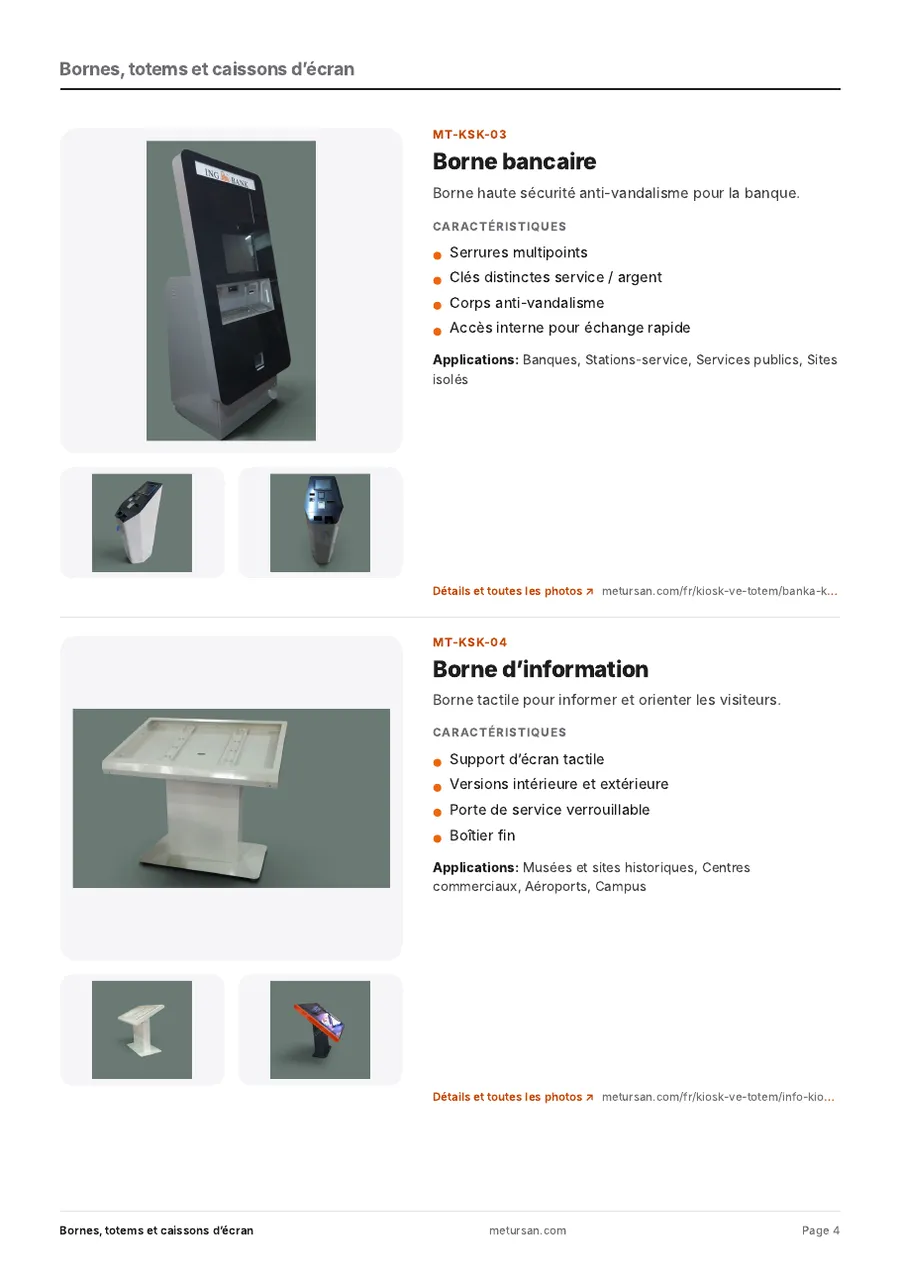 Bornes, totems et caissons d’écran
ING BANK
MT-KSK-03
Borne bancaire
Borne haute sécurité anti-vandalisme pour la banque.
CARACTÉRISTIQUES
Serrures multipoints
Clés distinctes service / argent
Corps anti-vandalisme
Accès interne pour échange rapide
Applications: Banques, Stations-service, Services publics, Sites
isolés
Détails et toutes les photos ↗ metursan.com/fr/kiosk-ve-totem/banka-k…
MT-KSK-04
Borne d’information
Borne tactile pour informer et orienter les visiteurs.
CARACTÉRISTIQUES
Support d’écran tactile
Versions intérieure et extérieure
Porte de service verrouillable
Boîtier fin
Applications: Musées et sites historiques, Centres
commerciaux, Aéroports, Campus
Détails et toutes les photos ↗ metursan.com/fr/kiosk-ve-totem/info-kio…
Bornes, totems et caissons d’écran metursan.com Page 4